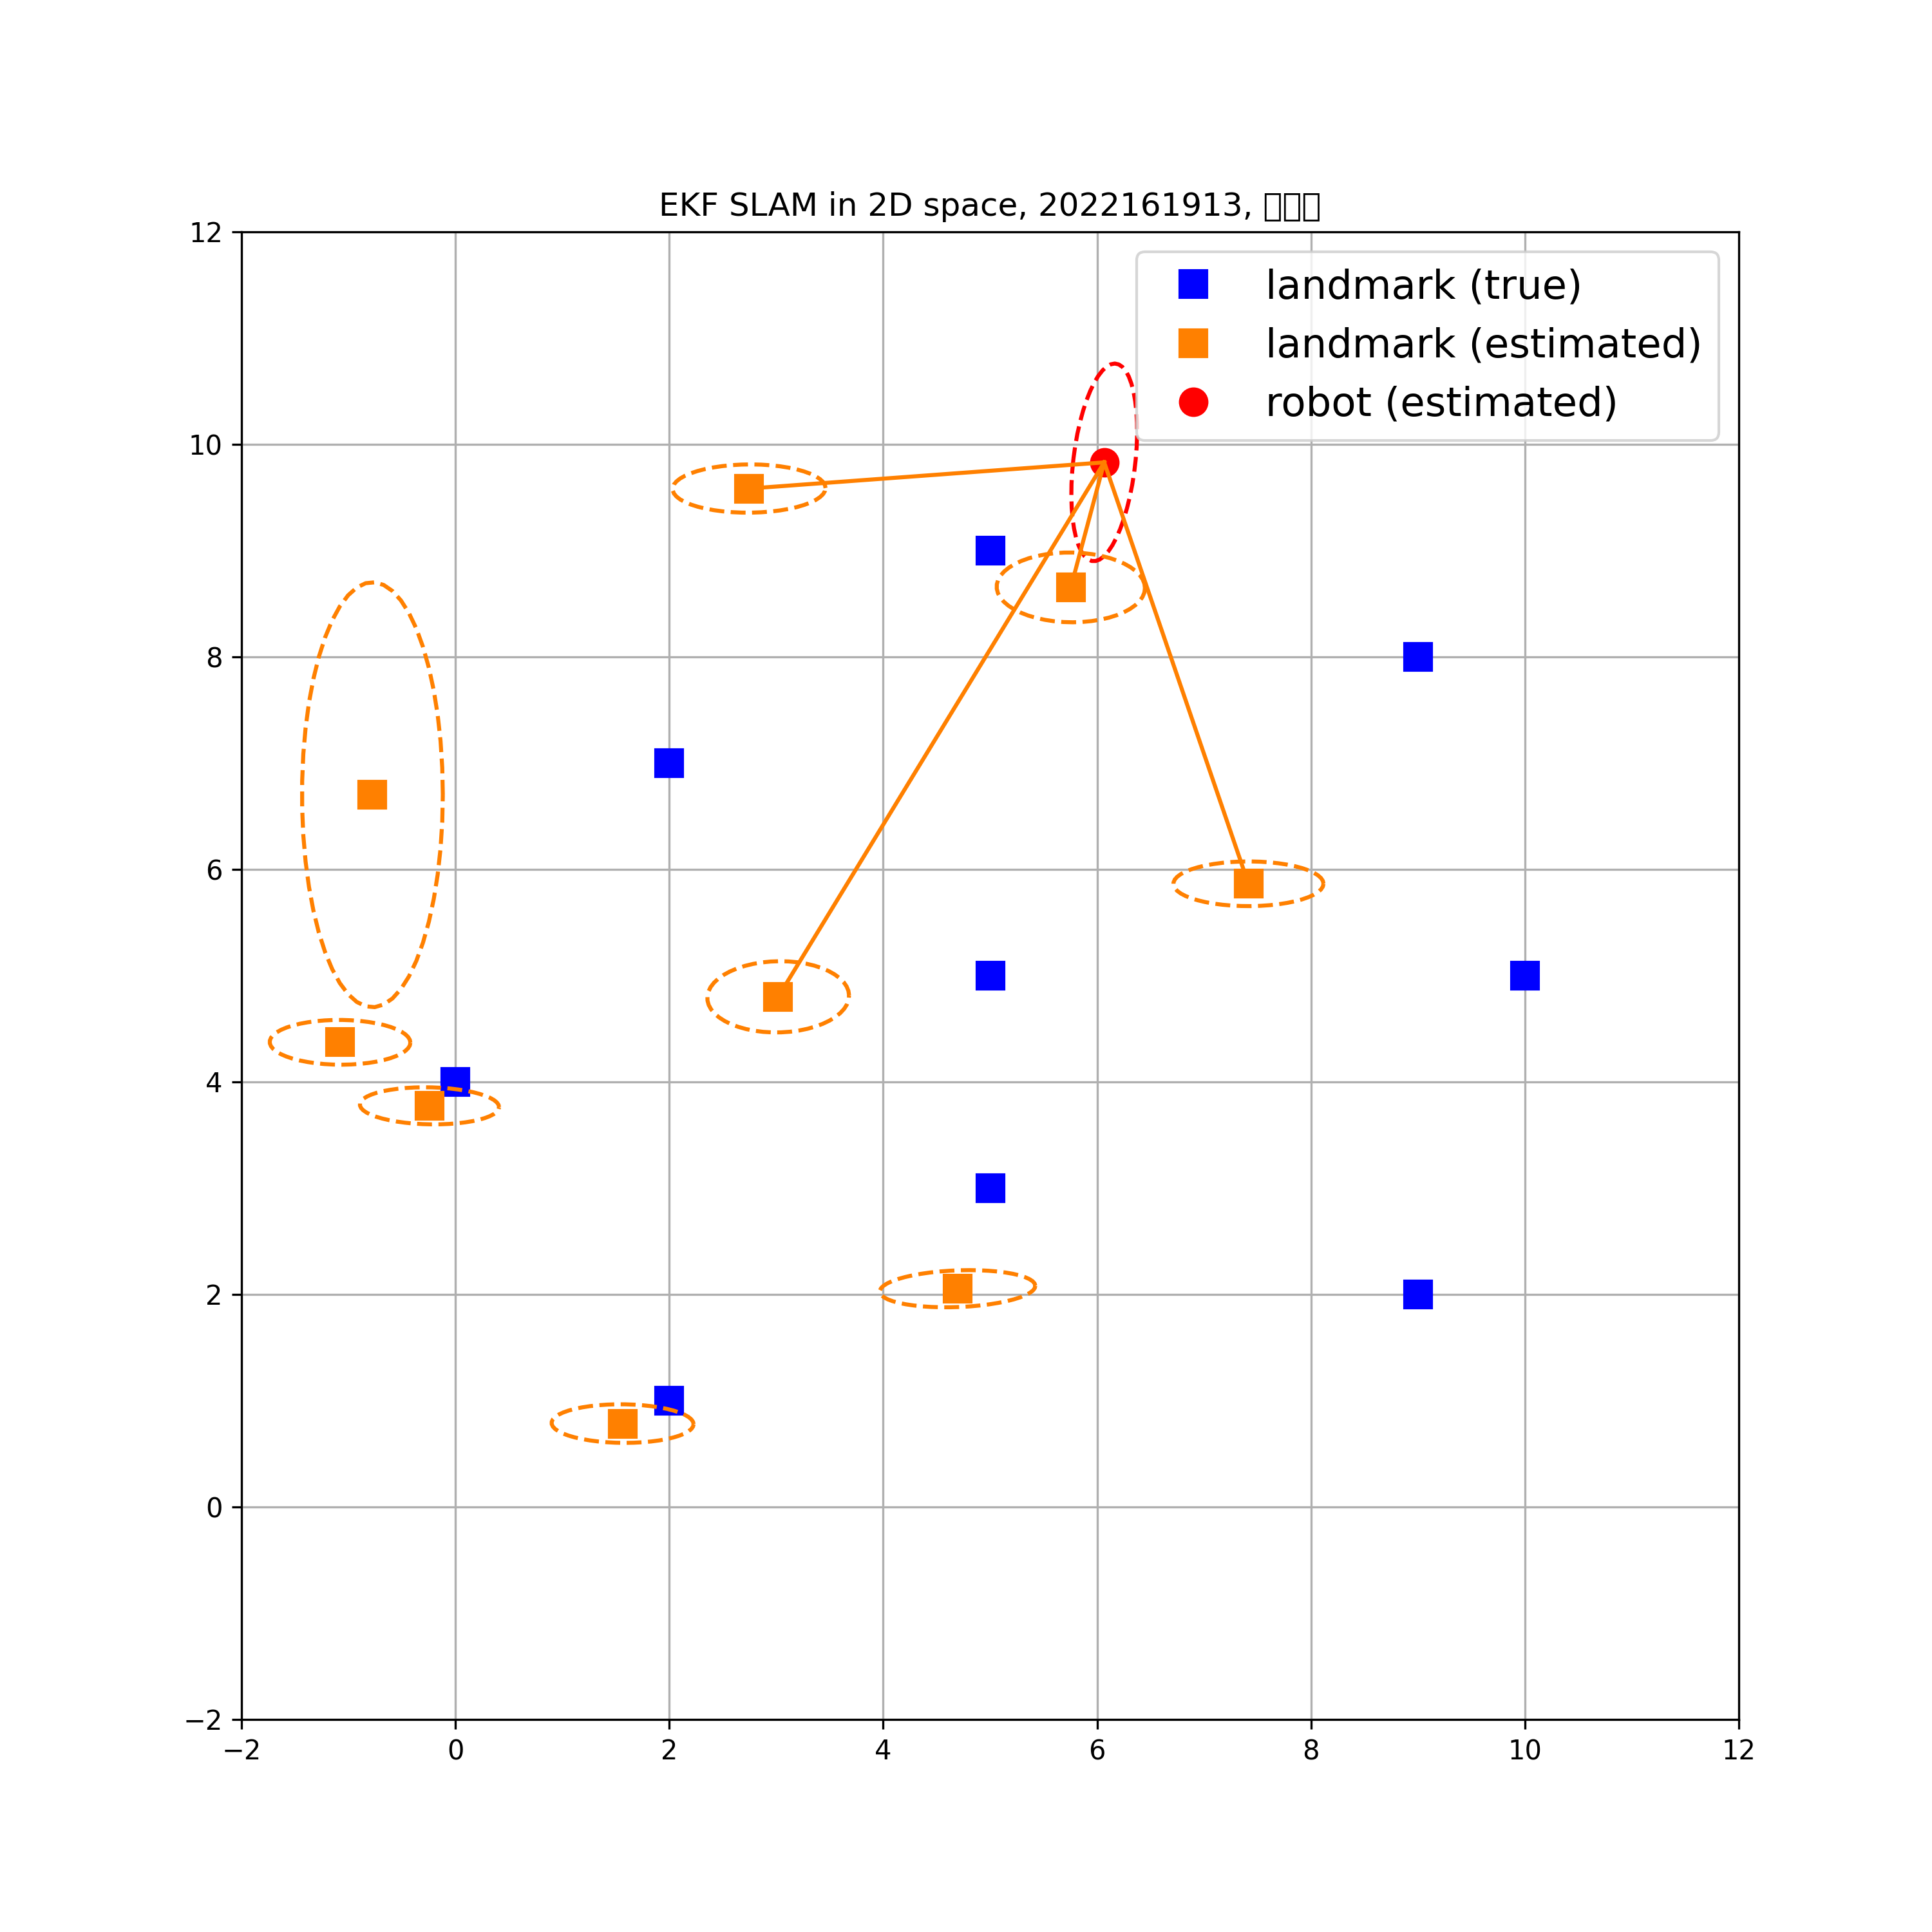 EKF SLAM in 2D space, 2022161913,
12
10
8
6
4
2
0
−2
landmark (true)
landmark (estimated)
robot (estimated)
−2 0 2 4 6 8 10 12